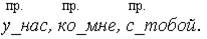 пр. пр. пр.
у_нас, ко_мне, с_тобой.